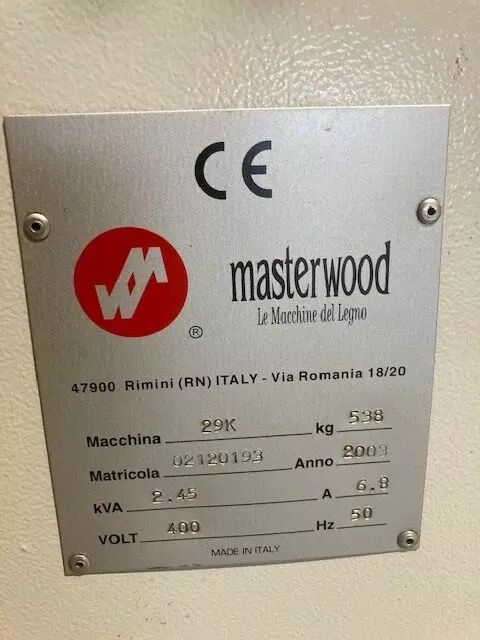 CE
MW
®
masterwood
Le Macchine del Legno
47900 Rimini (RN) ITALY - Via Romania 18/20
Macchina 29K kg 538
Matricola 02120193 Anno 2003
kVA 2.45 A 6.8
VOLT 400 Hz 50
MADE IN ITALY